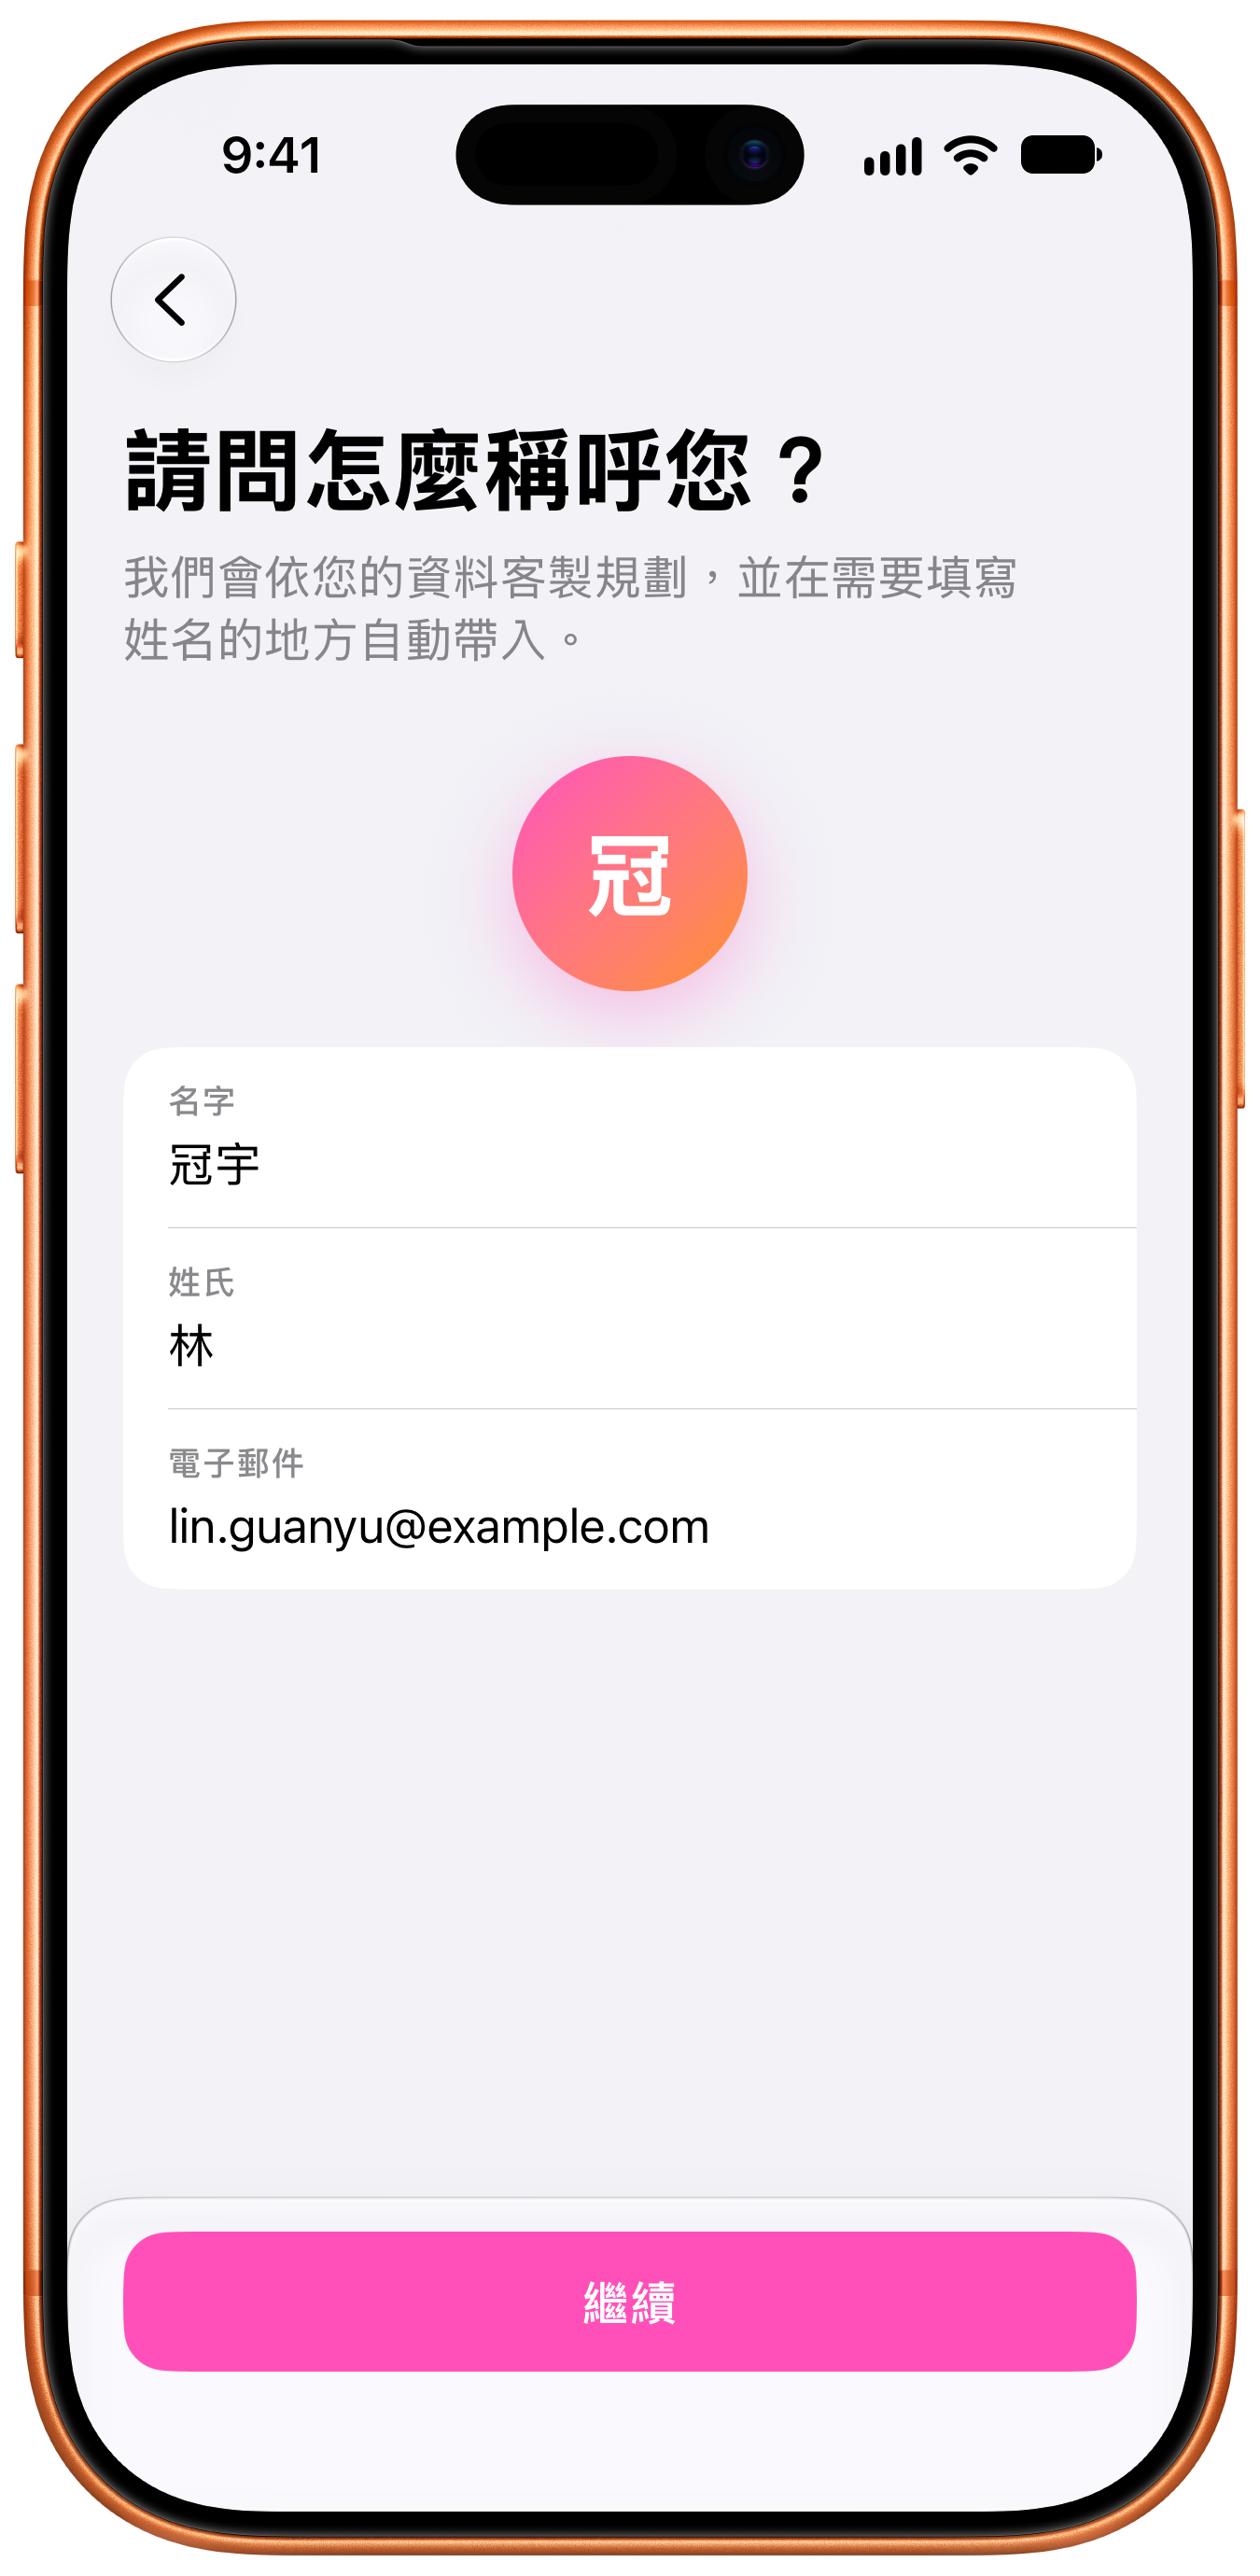 9:41
請問怎麼稱呼您？
我們會依您的資料客製規劃，並在需要填寫
姓名的地方自動帶入。
冠
名字
冠宇
姓氏
林
電子郵件
lin.guanyu@example.com
繼續